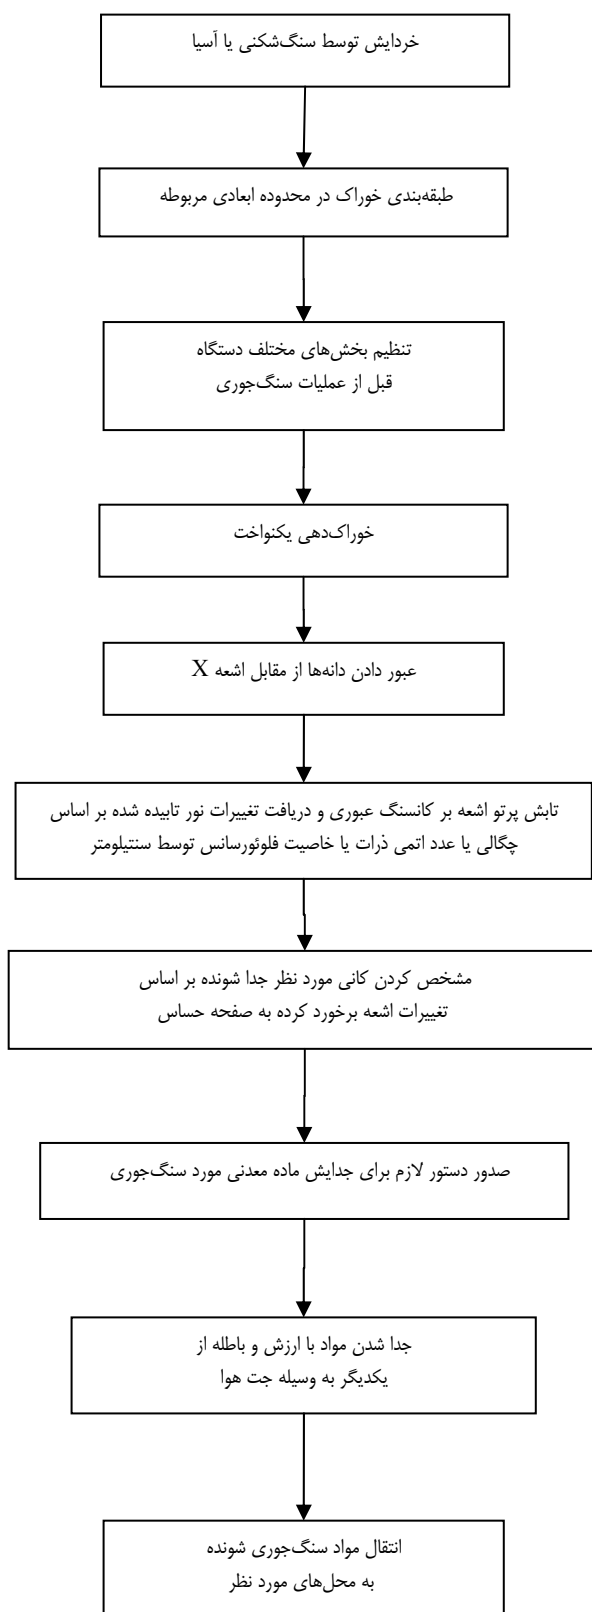 خردایش توسط سنگ‌شکنی یا آسیا
طبقه‌بندی خوراک در محدوده ابعادی مربوطه
تنظیم بخش‌های مختلف دستگاه
قبل از عملیات سنگ‌جوری
خوراک‌دهی یکنواخت
عبور دادن دانه‌ها از مقابل اشعه X
تابش پرتو اشعه بر کانسنگ عبوری و دریافت تغییرات نور تابیده شده بر اساس
چگالی یا عدد اتمی ذرات یا خاصیت فلوئورسانس توسط سنتیلومتر
مشخص کردن کانی مورد نظر جدا شونده بر اساس
تغییرات اشعه برخورد کرده به صفحه حساس
صدور دستور لازم برای جدایش ماده معدنی مورد سنگ‌جوری
جدا شدن مواد با ارزش و باطله از
یکدیگر به وسیله جت هوا
انتقال مواد سنگ‌جوری شونده
به محل‌های مورد نظر